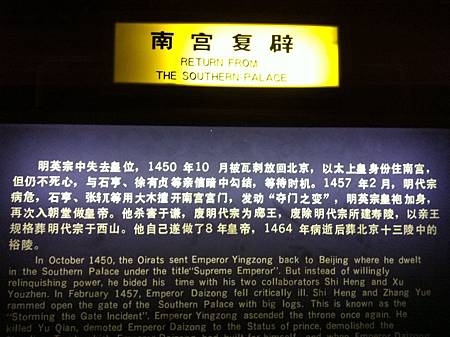 南宫复辟
RETURN FROM
THE SOUTHERN PALACE
明英宗中失去皇位，1450 年10 月被瓦刺放回北京，以太上皇身份住南宫，
但仍不死心，与石亨、徐有贞等亲信暗中勾结，等待时机。1457 年2 月，明代宗
病危，石亨、张钒等用大木撞开南宫宫门，发动“夺门之变”，明英宗皇袍加身，
再次入朝堂做皇帝。他杀害于谦，废明代宗为郕王，废除明代宗所建寿陵，以亲王
规格葬明代宗于西山。他自己遂做了8 年皇帝，1464 年病逝后葬北京十三陵中的
裕陵。
In October 1450, the Oirats sent Emperor Yingzong back to Beijing where he dwelt
in the Southern Palace under the title“Supreme Emperor”. But instead of willingly
relinquishing power, he bided his time with his two collaborators Shi Heng and Xu
Youzhen. In February 1457, Emperor Daizong fell critically ill. Shi Heng and Zhang Yue
rammed open the gate of the Southern Palace with big logs. This is known as the
“Storming the Gate Incident”. Emperor Yingzong ascended the throne once again. He
killed Yu Qian, demoted Emperor Daizong to the Status of prince, demolished the